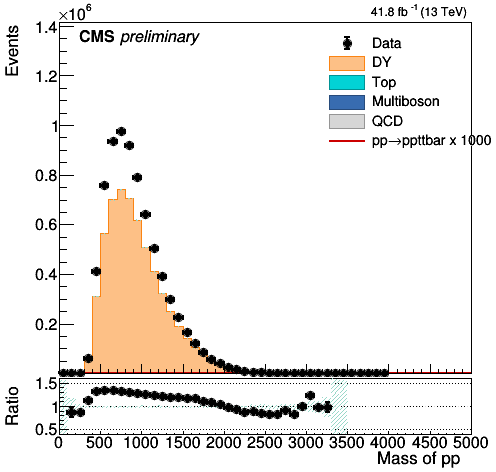 ×10⁶
41.8 fb⁻¹ (13 TeV)
CMS preliminary
Events
1.4
1.2
1
0.8
0.6
0.4
0.2
Data
DY
Top
Multiboson
QCD
pp→ppttbar x 1000
Ratio
1.5
1
0.5
0 500 1000 1500 2000 2500 3000 3500 4000 4500 5000
Mass of pp